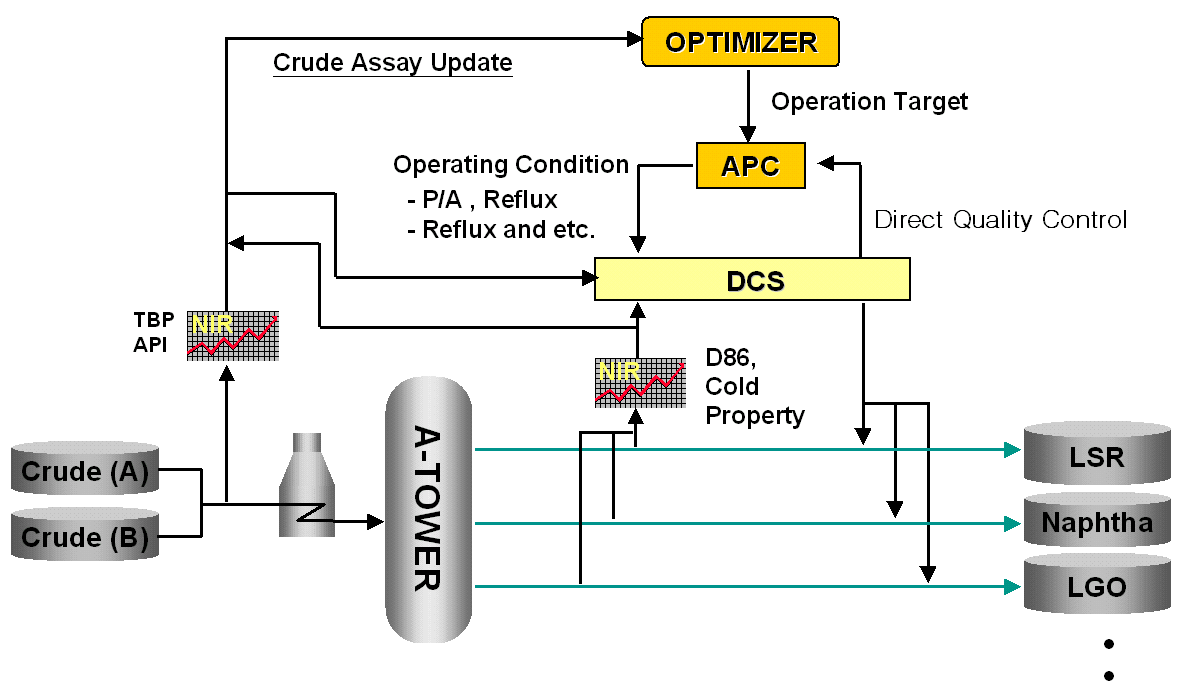 OPTIMIZER
Crude Assay Update
Operation Target
APC
Operating Condition
- P/A , Reflux
- Reflux and etc.
Direct Quality Control
DCS
TBP
API
NIR
NIR
D86,
Cold
Property
A-TOWER
Crude (A)
Crude (B)
LSR
Naphtha
LGO